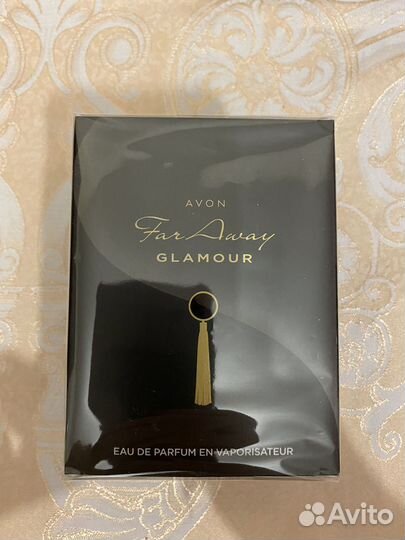 AVON
Far Away
GLAMOUR
EAU DE PARFUM EN VAPORISATEUR
Avito